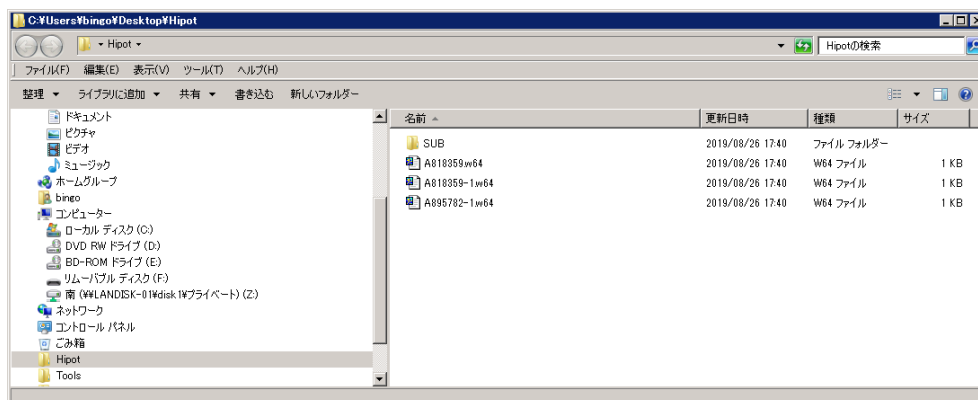 C:¥Users¥bingo¥Desktop¥Hipot
Hipot
Hipotの検索
ファイル(F) 編集(E) 表示(V) ツール(T) ヘルプ(H)
整理 ライブラリに追加 共有 書き込む 新しいフォルダー
ドキュメント
ピクチャ
ビデオ
ミュージック
ホームグループ
bingo
コンピューター
ローカル ディスク (C:)
DVD RW ドライブ (D:)
BD-ROM ドライブ (E:)
リムーバブル ディスク (F:)
南 (¥¥LANDISK-01¥disk1¥プライベート) (Z:)
ネットワーク
コントロール パネル
ごみ箱
Hipot
Tools
名前 更新日時 種類 サイズ
SUB 2019/08/26 17:40 ファイル フォルダー
A818359.w64 2019/08/26 17:40 W64 ファイル 1 KB
A818359-1.w64 2019/08/26 17:40 W64 ファイル 1 KB
A895782-1.w64 2019/08/26 17:40 W64 ファイル 1 KB